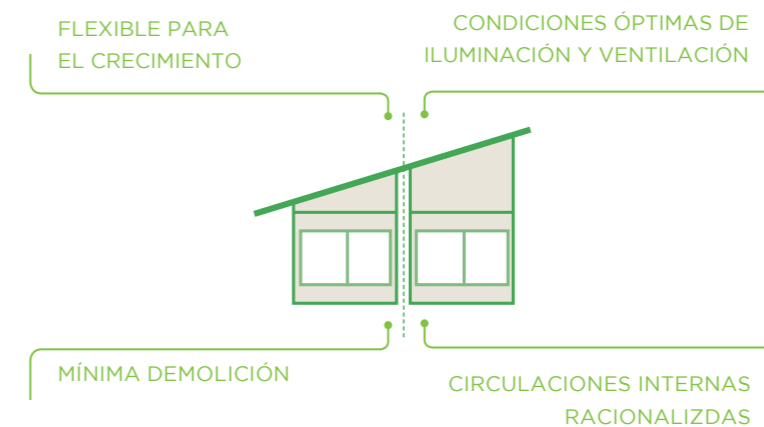 FLEXIBLE PARA
EL CRECIMIENTO
CONDICIONES ÓPTIMAS DE
ILUMINACIÓN Y VENTILACIÓN
MÍNIMA DEMOLICIÓN
CIRCULACIONES INTERNAS
RACIONALIZDAS